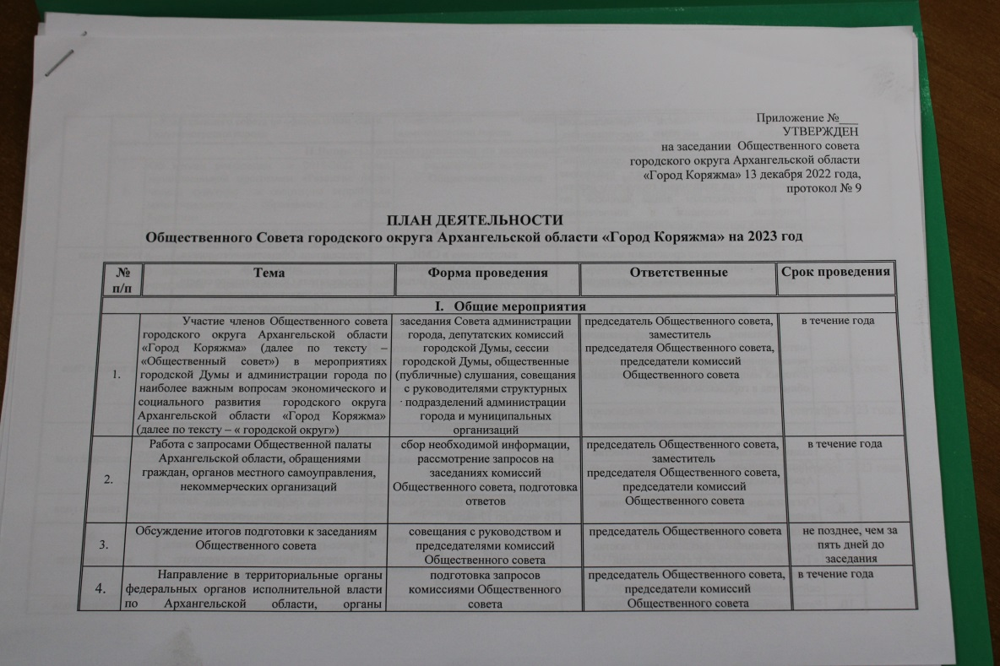 Приложение №___
УТВЕРЖДЕН
на заседании Общественного совета
городского округа Архангельской области
«Город Коряжма» 13 декабря 2022 года,
протокол № 9
ПЛАН ДЕЯТЕЛЬНОСТИ
Общественного Совета городского округа Архангельской области «Город Коряжма» на 2023 год
№
п/п
Тема
Форма проведения
Ответственные
Срок проведения
I. Общие мероприятия
1.
Участие членов Общественного совета
городского округа Архангельской области
«Город Коряжма» (далее по тексту –
«Общественный совет») в мероприятиях
городской Думы и администрации города по
наиболее важным вопросам экономического и
социального развития городского округа
Архангельской области «Город Коряжма»
(далее по тексту – « городской округ»)
заседания Совета администрации
города, депутатских комиссий
городской Думы, сессии
городской Думы, общественные
(публичные) слушания, совещания
с руководителями структурных
подразделений администрации
города и муниципальных
организаций
председатель Общественного совета,
заместитель
председателя Общественного совета,
председатели комиссий
Общественного совета
в течение года
2.
Работа с запросами Общественной палаты
Архангельской области, обращениями
граждан, органов местного самоуправления,
некоммерческих организаций
сбор необходимой информации,
рассмотрение запросов на
заседаниях комиссий
Общественного совета, подготовка
ответов
председатель Общественного совета,
заместитель
председателя Общественного совета,
председатели комиссий
Общественного совета
в течение года
3.
Обсуждение итогов подготовки к заседаниям
Общественного совета
совещания с руководством и
председателями комиссий
Общественного совета
председатель Общественного совета
не позднее, чем за
пять дней до
заседания
4.
Направление в территориальные органы
федеральных органов исполнительной власти
по Архангельской области, органы
подготовка запросов
комиссиями Общественного
совета
председатель Общественного совета,
председатели комиссий
Общественного совета
в течение года